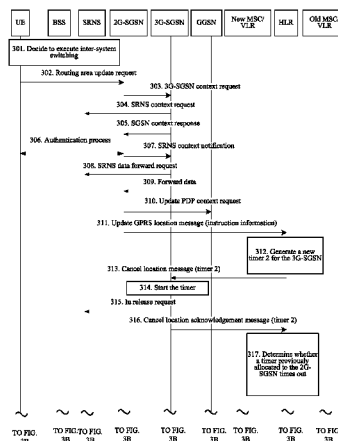 UE BSS SRNS 2G-SGSN 3G-SGSN GGSN New MSC/ VLR HLR Old MSC/ VLR
301. Decide to execute inter-system switching
302. Routing area update request
303. 3G-SGSN context request
304. SRNS context request
305. SGSN context response
306. Authentication process
307. SRNS context notification
308. SRNS data forward request
309. Forward data
310. Update PDP context request
311. Update GPRS location message (instruction information)
312. Generate a new timer 2 for the 3G-SGSN
313. Cancel location message (timer 2)
314. Start the timer
315. Iu release request
316. Cancel location acknowledgement message (timer 2)
317. Determine whether a timer previously allocated to the 2G-SGSN times out
TO FIG. 3B TO FIG. 3B TO FIG. 3B TO FIG. 3B TO FIG. 3B TO FIG. 3B TO FIG. 3B TO FIG. 3B TO FIG. 3B